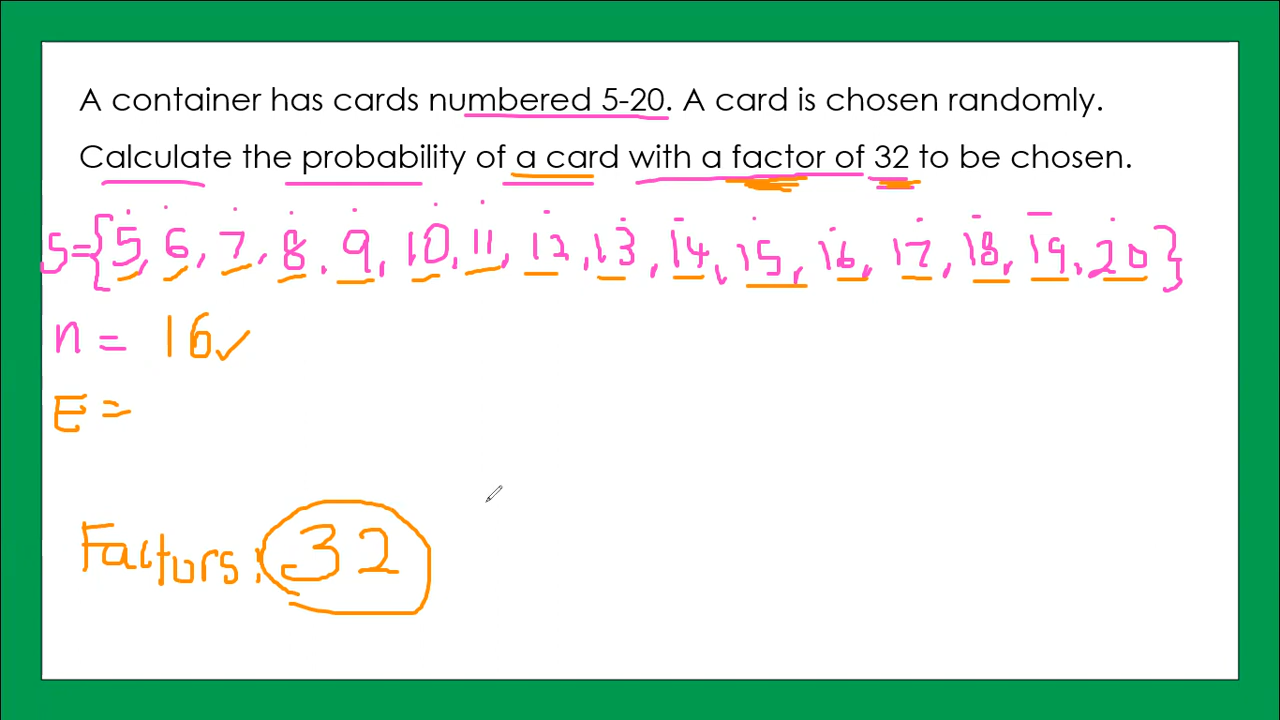 A container has cards numbered 5-20. A card is chosen randomly.
Calculate the probability of a card with a factor of 32 to be chosen.
S={5, 6, 7, 8, 9, 10, 11, 12, 13, 14, 15, 16, 17, 18, 19, 20}
n = 16✓
E =
Factors: 32